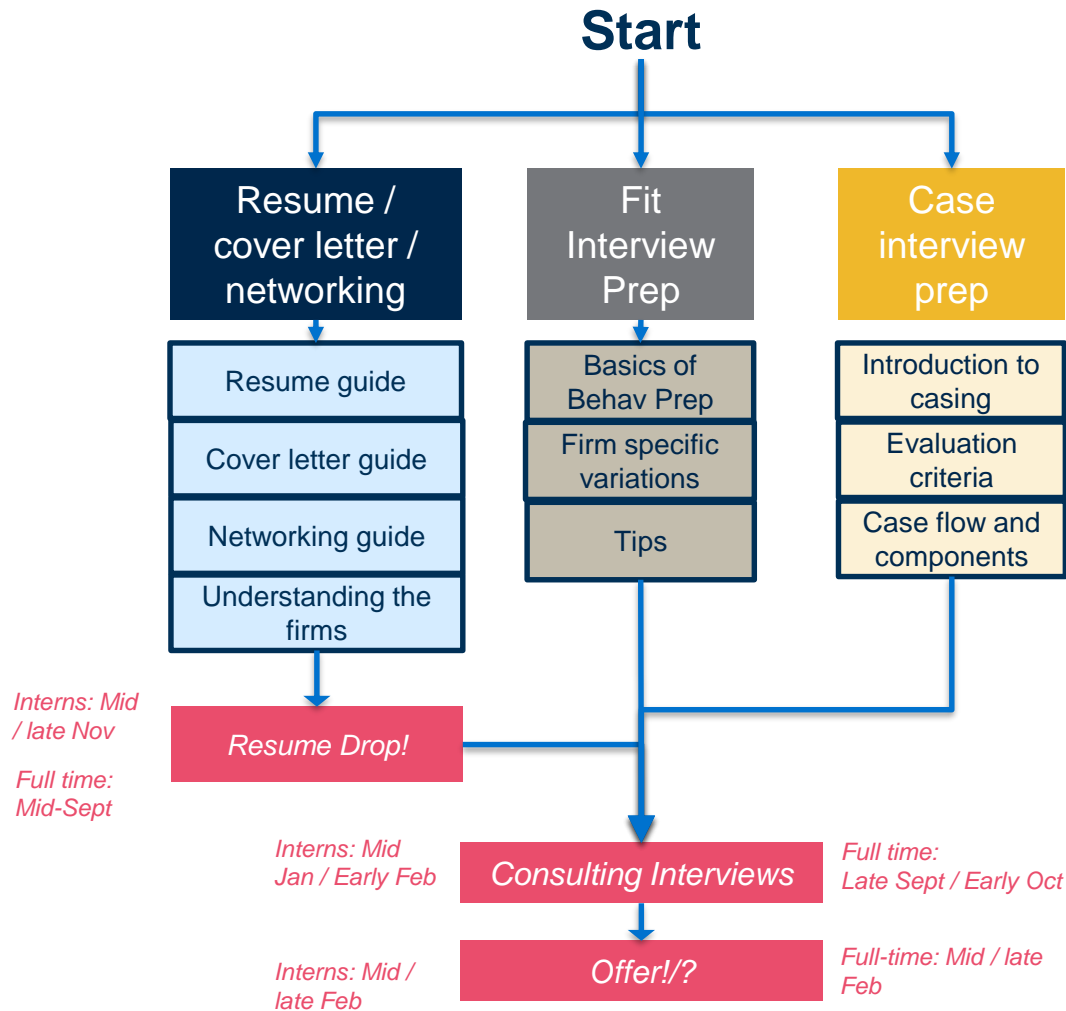 Start
Resume /
cover letter /
networking
Fit
Interview
Prep
Case
interview
prep
Resume guide
Cover letter guide
Networking guide
Understanding the
firms
Basics of
Behav Prep
Firm specific
variations
Tips
Introduction to
casing
Evaluation
criteria
Case flow and
components
Interns: Mid
/ late Nov
Full time:
Mid-Sept
Resume Drop!
Interns: Mid
Jan / Early Feb
Consulting Interviews
Full time:
Late Sept / Early Oct
Interns: Mid /
late Feb
Offer!/?
Full-time: Mid / late
Feb